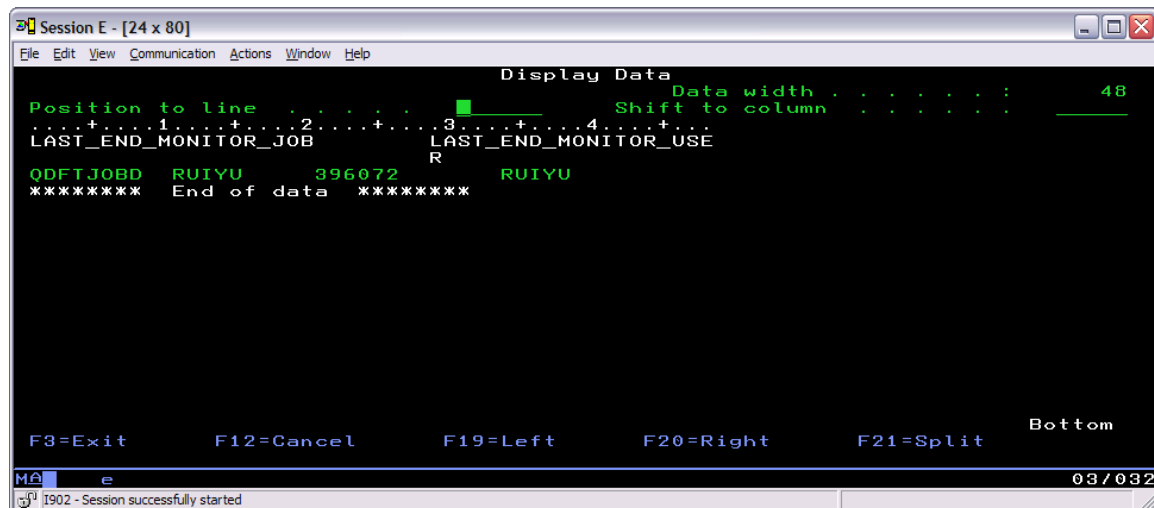 Session E - [24 x 80]
File Edit View Communication Actions Window Help
Display Data
Data width . . . . . . : 48
Position to line . . . . . Shift to column . . . . . .
....+....1....+....2....+....3....+....4....+...
LAST_END_MONITOR_JOB LAST_END_MONITOR_USE
R
QDFTJOBD RUIYU 396072 RUIYU
******** End of data ********
Bottom
F3=Exit F12=Cancel F19=Left F20=Right F21=Split
MA e 03/032
I902 - Session successfully started